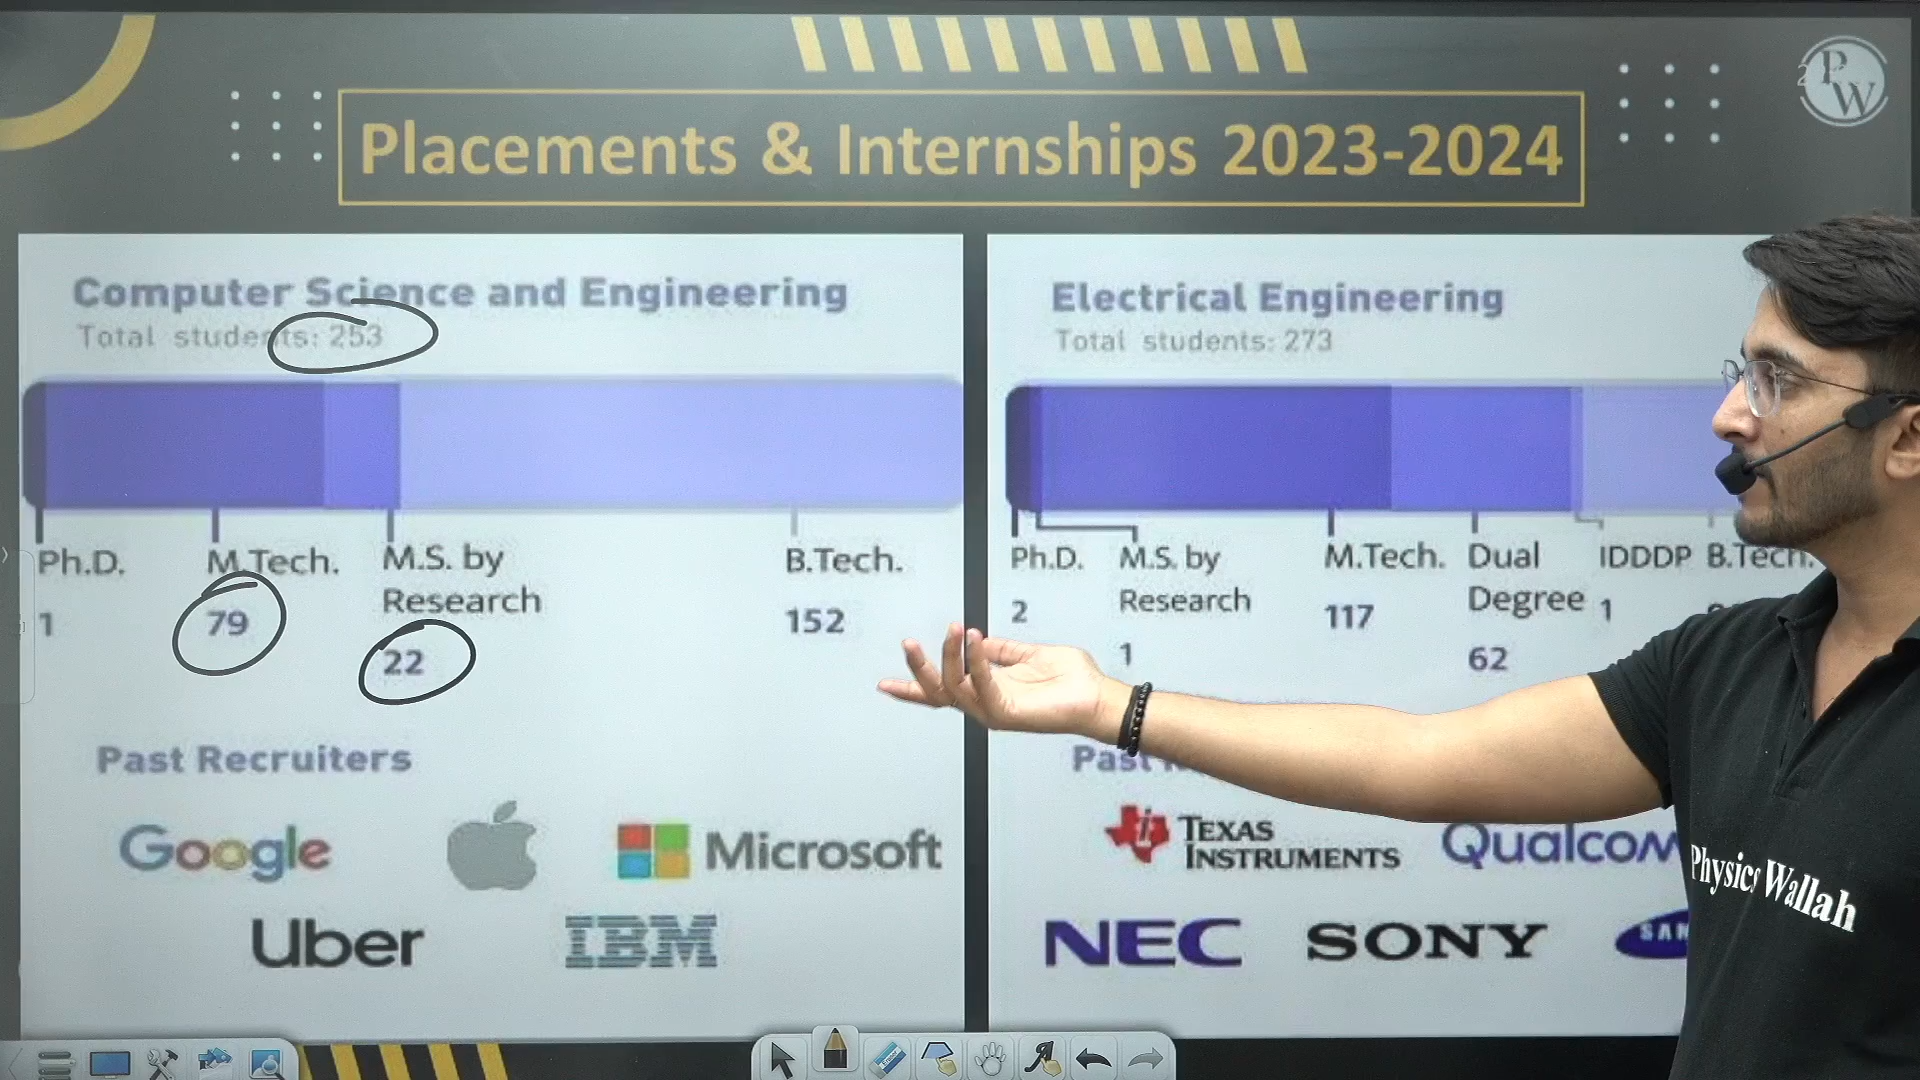 PW
Placements & Internships 2023-2024
Computer Science and Engineering
Total students: 253
Ph.D.
M.Tech.
M.S. by
Research
B.Tech.
1
79
22
152
Past Recruiters
Google
Microsoft
Uber
IBM
Electrical Engineering
Total students: 273
Ph.D.
M.S. by
Research
M.Tech.
Dual
Degree
IDDDP
B.Tech.
2
1
117
62
1
TEXAS
INSTRUMENTS
NEC
SONY
Physics Wallah